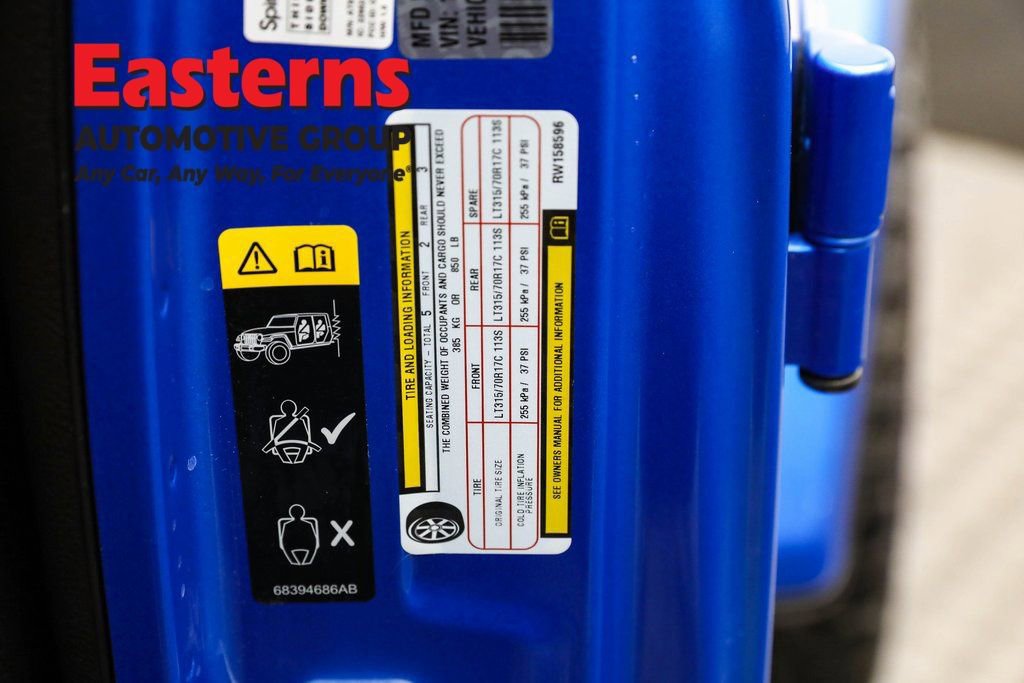 Easterns
AUTOMOTIVE GROUP
Any Car, Any Way, For Everyone®
MFD
VIN:
VEHIC
TIRE AND LOADING INFORMATION
SEATING CAPACITY – TOTAL 5 FRONT 2 REAR 3
THE COMBINED WEIGHT OF OCCUPANTS AND CARGO SHOULD NEVER EXCEED
385 KG OR 850 LB
TIRE FRONT REAR SPARE
ORIGINAL TIRE SIZE LT315/70R17C 113S LT315/70R17C 113S LT315/70R17C 113S
COLD TIRE INFLATION PRESSURE 255 kPa / 37 PSI 255 kPa / 37 PSI 255 kPa / 37 PSI
SEE OWNERS MANUAL FOR ADDITIONAL INFORMATION
RW158596
68394686AB